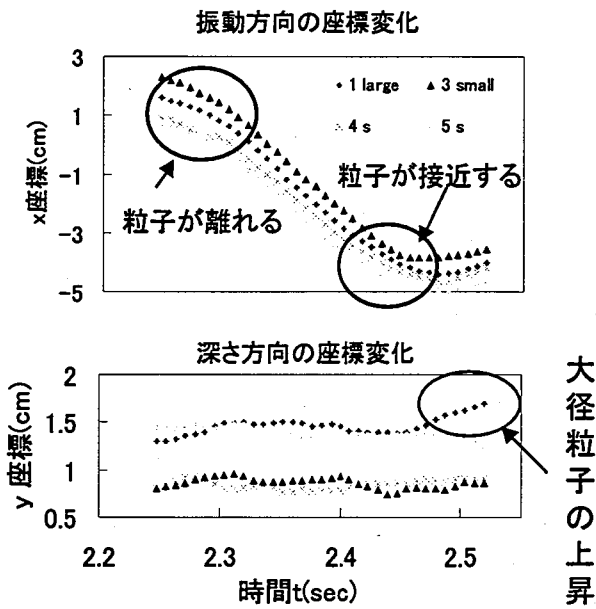 振動方向の座標変化
3
1
-1
-3
-5
x座標(cm)
1 large
3 small
4 s
5 s
粒子が離れる
粒子が接近する
深さ方向の座標変化
2
1.5
1
0.5
y 座標(cm)
大径粒子の上昇
2.2
2.3
2.4
2.5
時間t(sec)